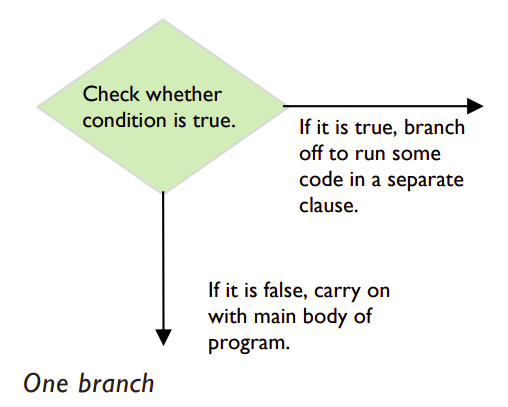 Check whether
condition is true.
If it is true, branch
off to run some
code in a separate
clause.
If it is false, carry on
with main body of
program.
One branch